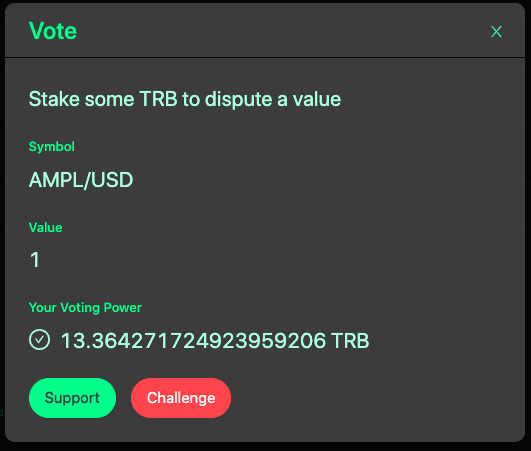 Vote
X
Stake some TRB to dispute a value
Symbol
AMPL/USD
Value
1
Your Voting Power
13.364271724923959206 TRB
Support
Challenge